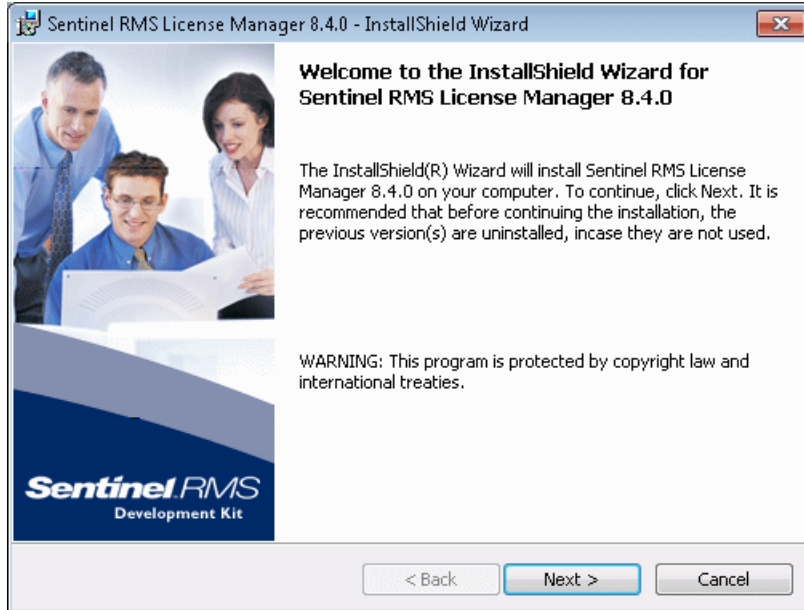 Sentinel RMS License Manager 8.4.0 - InstallShield Wizard
Welcome to the InstallShield Wizard for
Sentinel RMS License Manager 8.4.0
The InstallShield(R) Wizard will install Sentinel RMS License
Manager 8.4.0 on your computer. To continue, click Next. It is
recommended that before continuing the installation, the
previous version(s) are uninstalled, incase they are not used.
WARNING: This program is protected by copyright law and
international treaties.
Sentinel RMS
Development Kit
< Back
Next >
Cancel